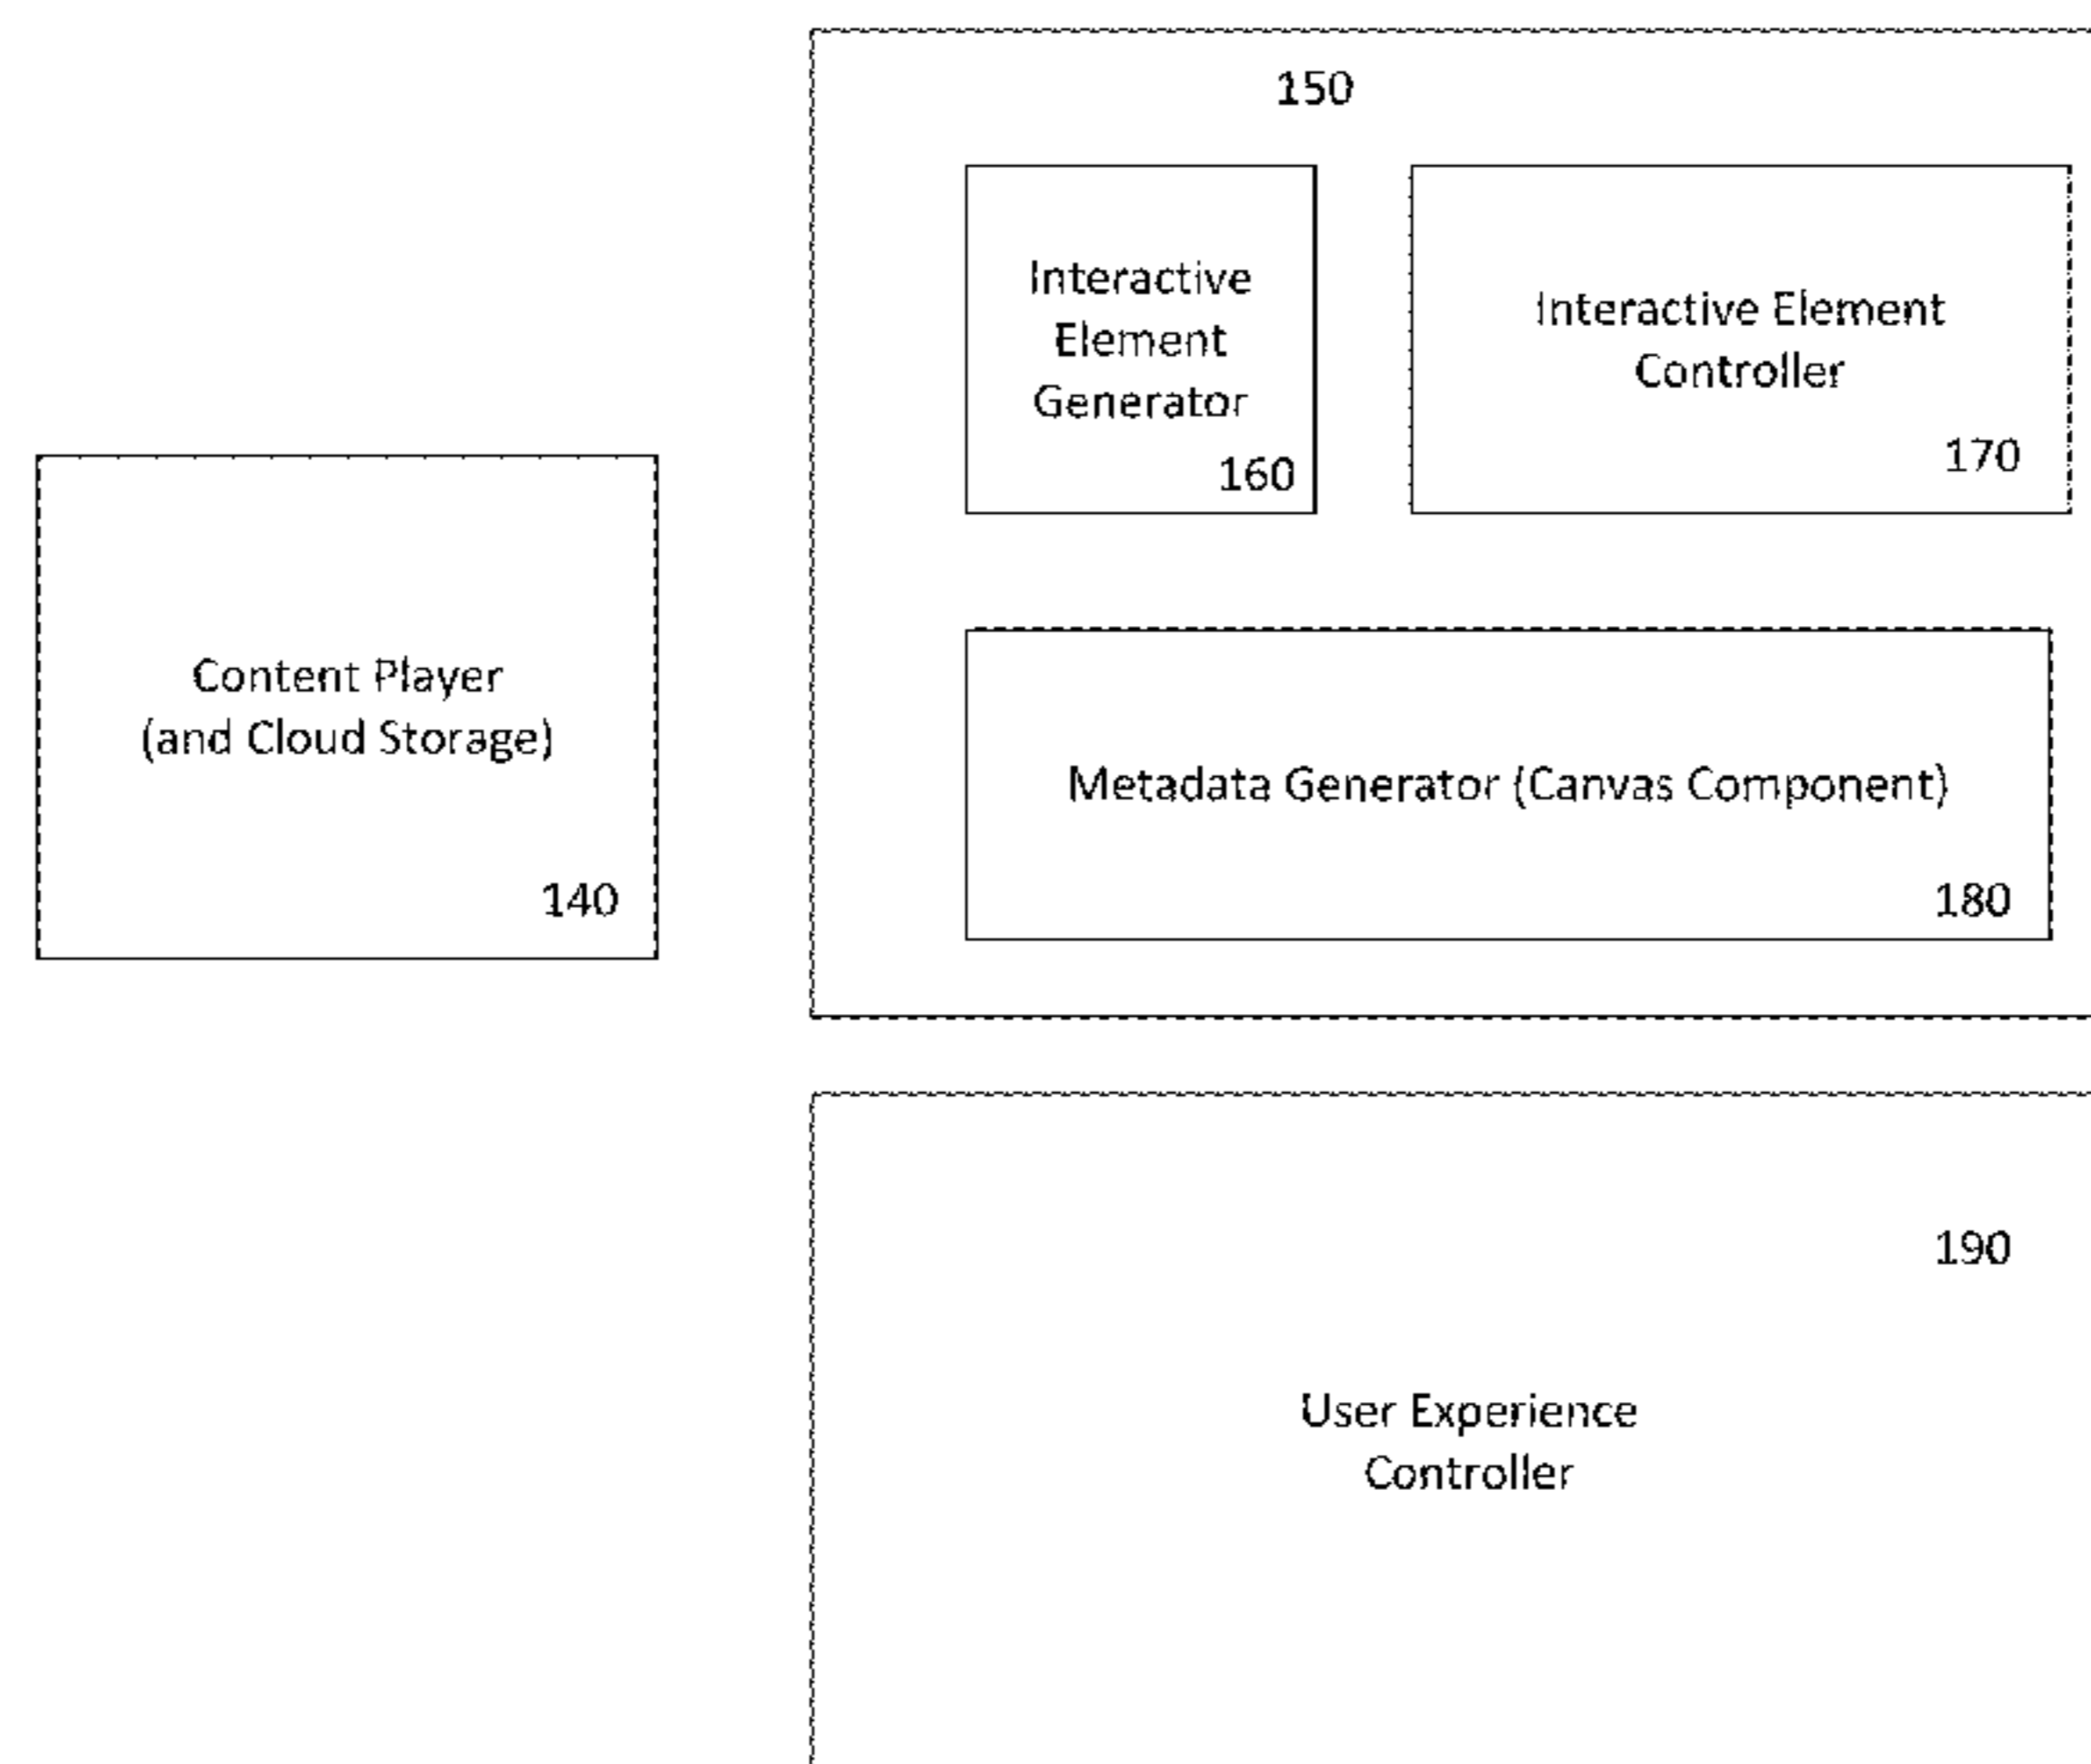 150
Interactive
Element
Generator
160
Interactive Element
Controller
170
Content Player
(and Cloud Storage)
140
Metadata Generator (Canvas Component)
180
190
User Experience
Controller